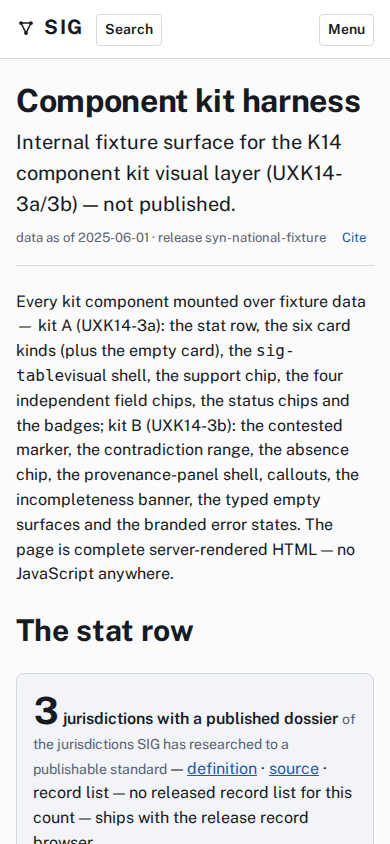 SIG Search Menu
Component kit harness
Internal fixture surface for the K14
component kit visual layer (UXK14-
3a/3b) — not published.
data as of 2025-06-01 · release syn-national-fixture Cite
Every kit component mounted over fixture data
— kit A (UXK14-3a): the stat row, the six card
kinds (plus the empty card), the sig-
tablevisual shell, the support chip, the four
independent field chips, the status chips and
the badges; kit B (UXK14-3b): the contested
marker, the contradiction range, the absence
chip, the provenance-panel shell, callouts, the
incompleteness banner, the typed empty
surfaces and the branded error states. The
page is complete server-rendered HTML — no
JavaScript anywhere.
The stat row
3 jurisdictions with a published dossier of
the jurisdictions SIG has researched to a
publishable standard — definition · source ·
record list — no released record list for this
count — ships with the release record
browser